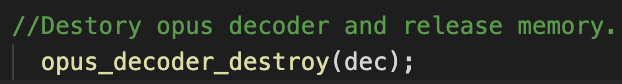 //Destory opus decoder and release memory.
opus_decoder_destroy(dec);